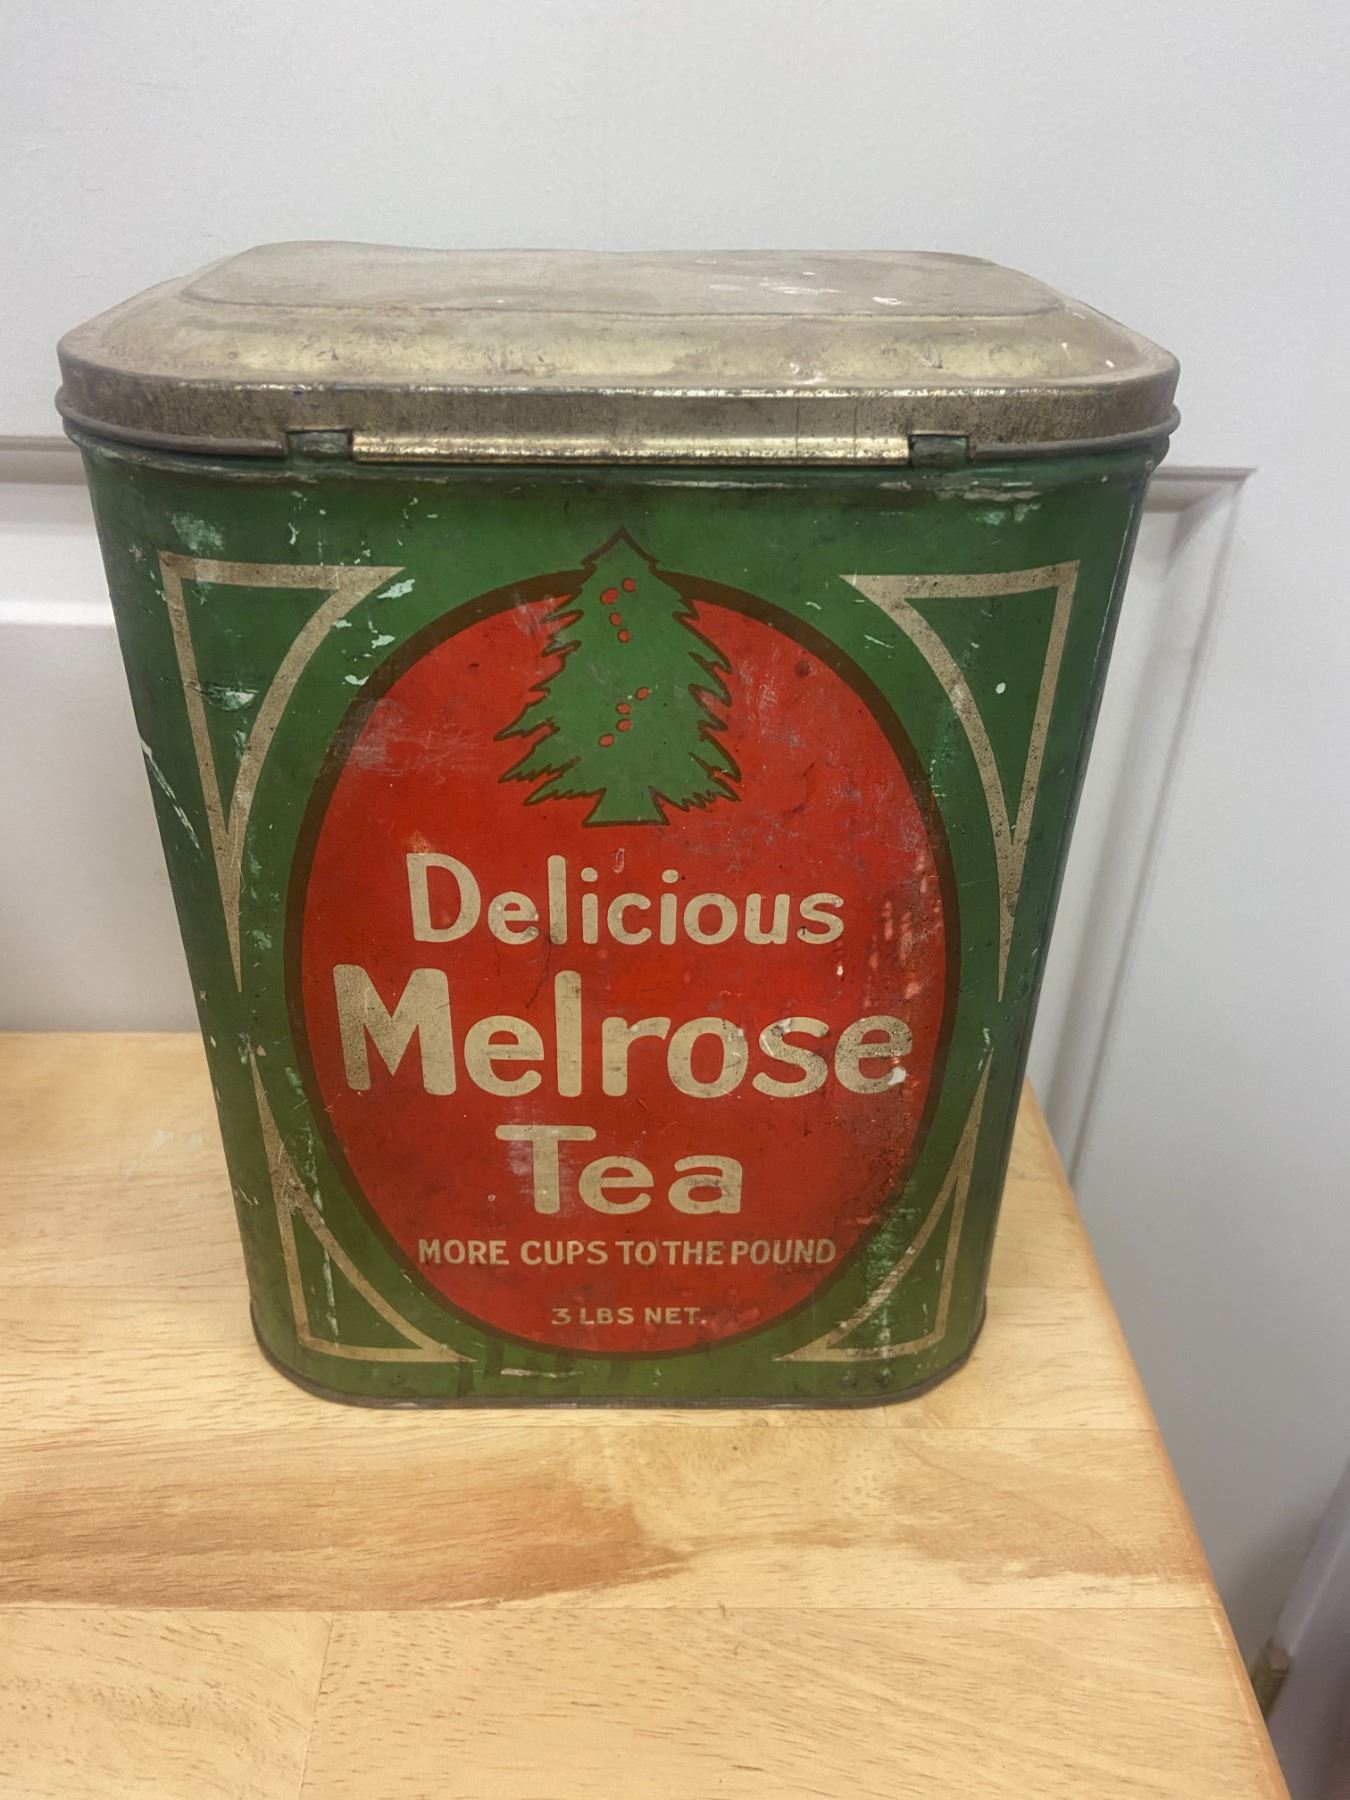 Delicious
Melrose
Tea
MORE CUPS TO THE POUND
3 LBS NET.